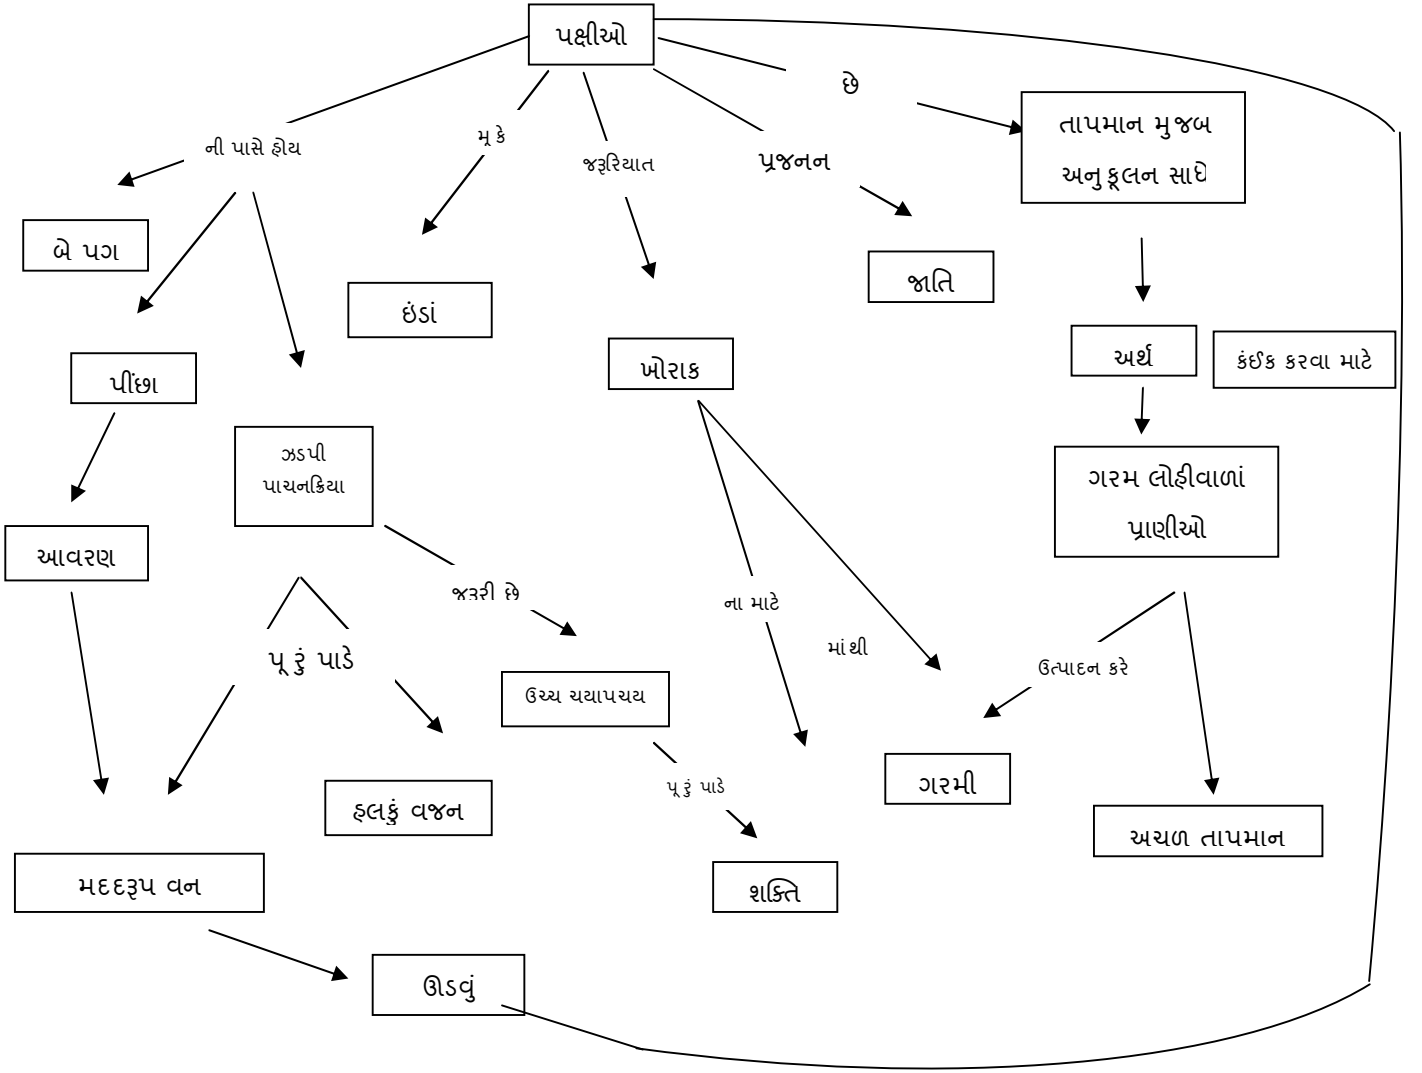 પક્ષીઓ
છે
તાપમાન મુજબ
અનુકૂલન સાધે
ની પાસે હોય
મૂકે
જરૂરિયાત
પ્રજનન
બે પગ
ઇંડાં
જાતિ
ખોરાક
અર્થ
કંઈક કરવા માટે
પીંછા
ઝડપી
પાચનક્રિયા
ગરમ લોહીવાળાં
પ્રાણીઓ
આવરણ
જરૂરી છે
ના માટે
માંથી
પૂરું પાડે
ઉત્પાદન કરે
ઉચ્ચ ચયાપચય
પૂરું પાડે
ગરમી
હલકું વજન
અચળ તાપમાન
મદદરૂપ વન
શક્તિ
ઊડવું